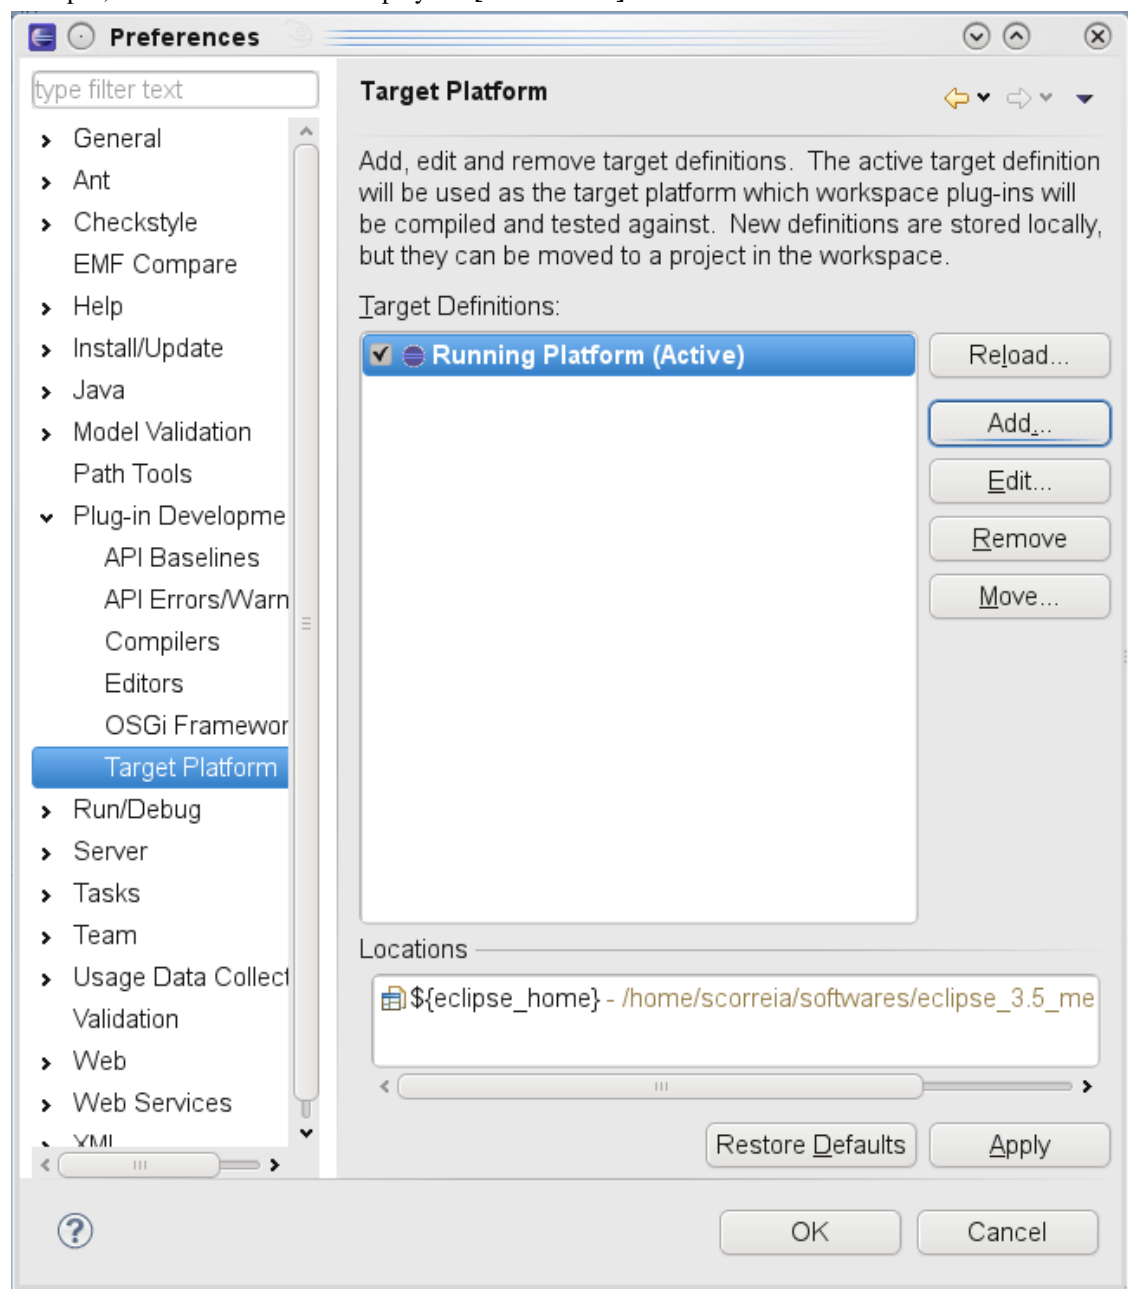 Preferences
type filter text
General
Ant
Checkstyle
EMF Compare
Help
Install/Update
Java
Model Validation
Path Tools
Plug-in Developme
API Baselines
API Errors/Warn
Compilers
Editors
OSGi Framewor
Target Platform
Run/Debug
Server
Tasks
Team
Usage Data Collect
Validation
Web
Web Services
XML
Target Platform
Add, edit and remove target definitions.  The active target definition
will be used as the target platform which workspace plug-ins will
be compiled and tested against.  New definitions are stored locally,
but they can be moved to a project in the workspace.
Target Definitions:
Running Platform (Active)
Reload...
Add...
Edit...
Remove
Move...
Locations
${eclipse_home} - /home/scorreia/softwares/eclipse_3.5_me
Restore Defaults
Apply
OK
Cancel